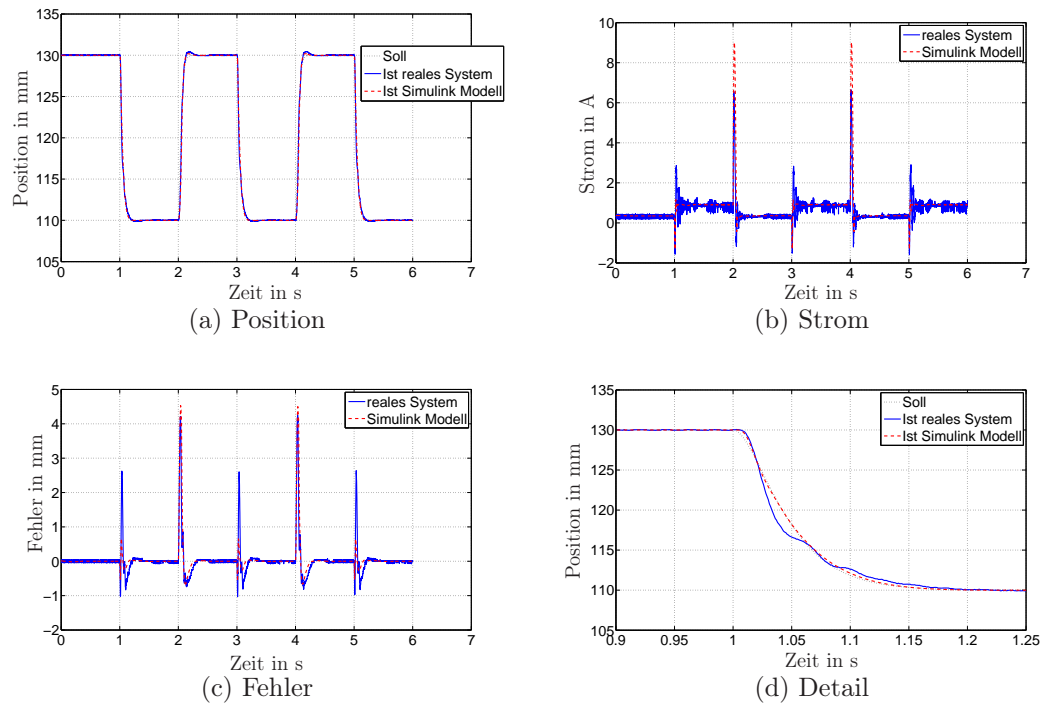 135
130
125
120
115
110
105
0 1 2 3 4 5 6 7
Position in mm
Zeit in s
Soll
Ist reales System
Ist Simulink Modell
(a) Position
10
8
6
4
2
0
−2
0 1 2 3 4 5 6 7
Strom in A
Zeit in s
reales System
Simulink Modell
(b) Strom
5
4
3
2
1
0
−1
−2
0 1 2 3 4 5 6 7
Fehler in mm
Zeit in s
reales System
Simulink Modell
(c) Fehler
135
130
125
120
115
110
105
0.9 0.95 1 1.05 1.1 1.15 1.2 1.25
Position in mm
Zeit in s
Soll
Ist reales System
Ist Simulink Modell
(d) Detail